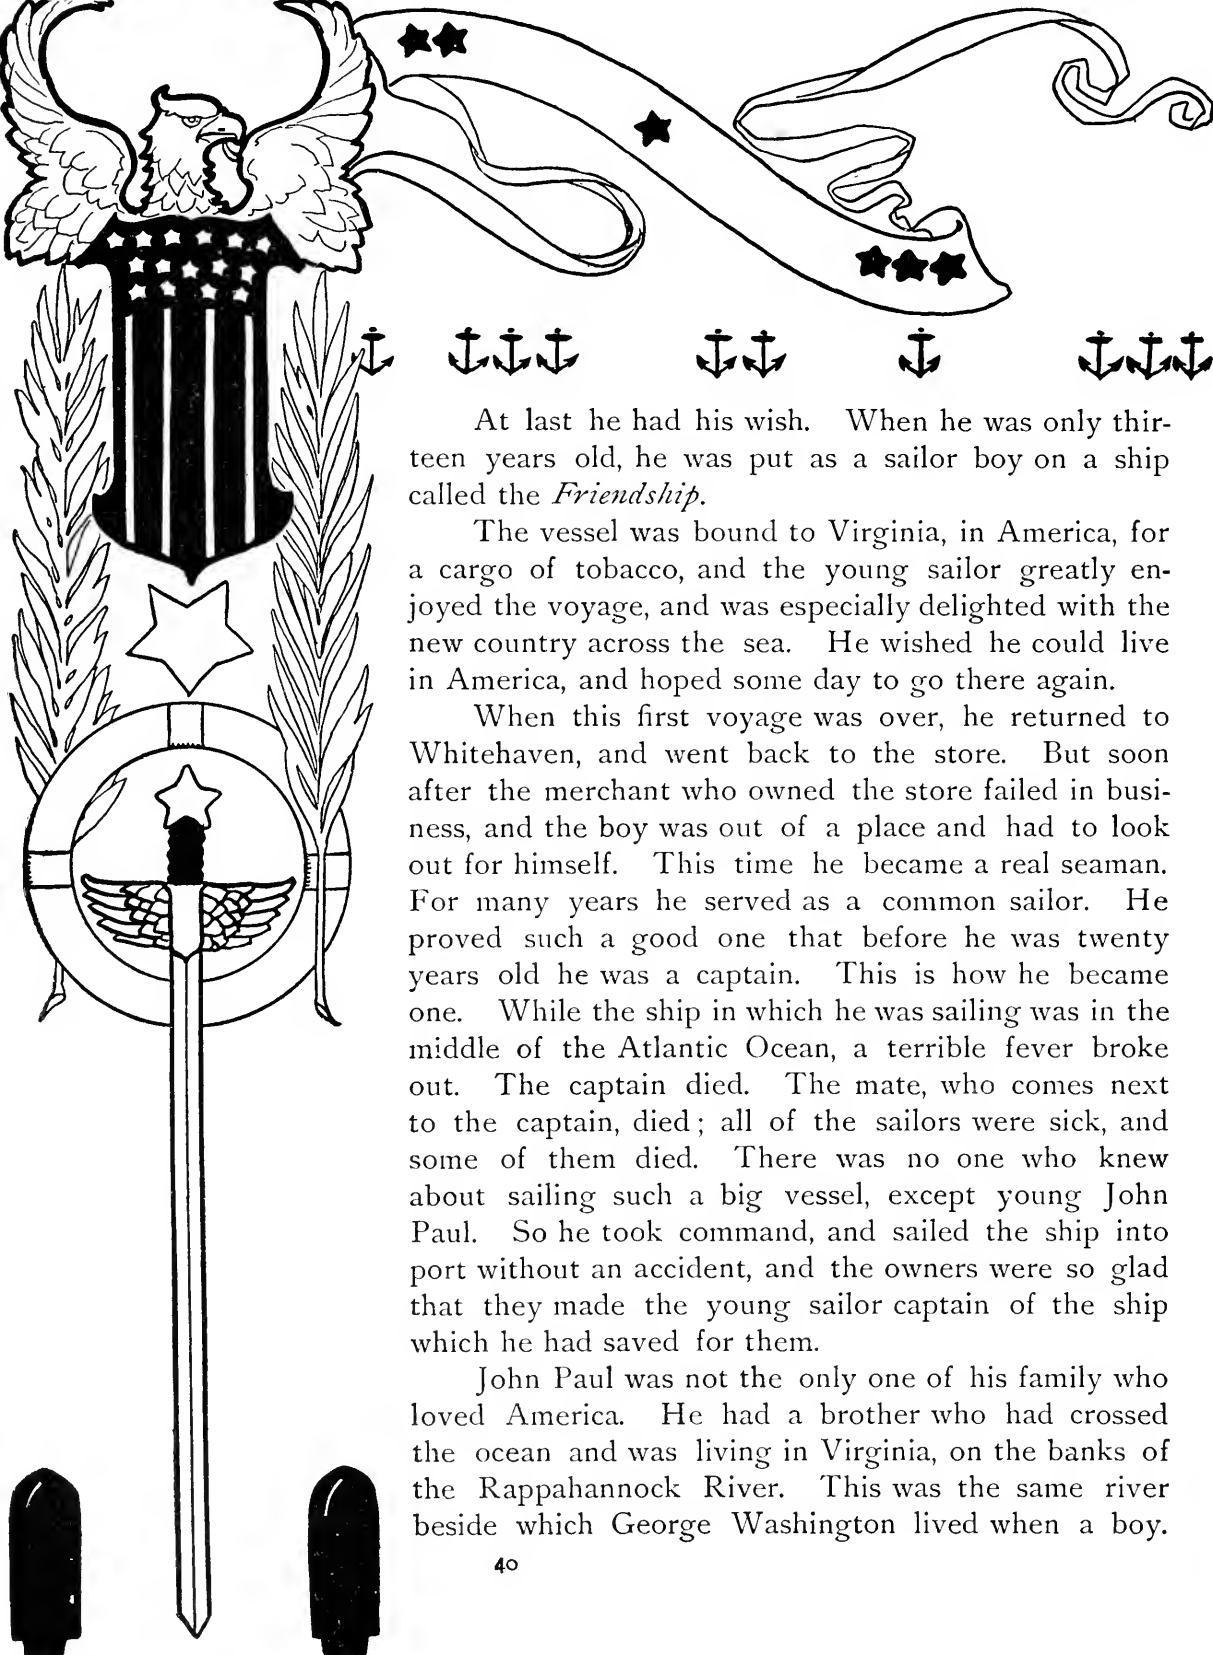 At last he had his wish. When he was only thir-
teen years old, he was put as a sailor boy on a ship
called the Friendship.
The vessel was bound to Virginia, in America, for
a cargo of tobacco, and the young sailor greatly en-
joyed the voyage, and was especially delighted with the
new country across the sea. He wished he could live
in America, and hoped some day to go there again.
When this first voyage was over, he returned to
Whitehaven, and went back to the store. But soon
after the merchant who owned the store failed in busi-
ness, and the boy was out of a place and had to look
out for himself. This time he became a real seaman.
For many years he served as a common sailor. He
proved such a good one that before he was twenty
years old he was a captain. This is how he became
one. While the ship in which he was sailing was in the
middle of the Atlantic Ocean, a terrible fever broke
out. The captain died. The mate, who comes next
to the captain, died; all of the sailors were sick, and
some of them died. There was no one who knew
about sailing such a big vessel, except young John
Paul. So he took command, and sailed the ship into
port without an accident, and the owners were so glad
that they made the young sailor captain of the ship
which he had saved for them.
John Paul was not the only one of his family who
loved America. He had a brother who had crossed
the ocean and was living in Virginia, on the banks of
the Rappahannock River. This was the same river
beside which George Washington lived when a boy.
40